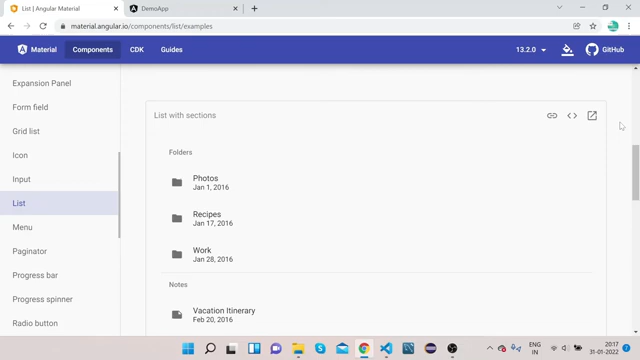 List | Angular Material
DemoApp
material.angular.io/components/list/examples
Material
Components
CDK
Guides
13.2.0
GitHub
Expansion Panel
Form field
Grid list
Icon
Input
List
Menu
Paginator
Progress bar
Progress spinner
Radio button
List with sections
Folders
Photos
Jan 1, 2016
Recipes
Jan 17, 2016
Work
Jan 28, 2016
Notes
Vacation Itinerary
Feb 20, 2016
ENG
IN
20:17
31-01-2022